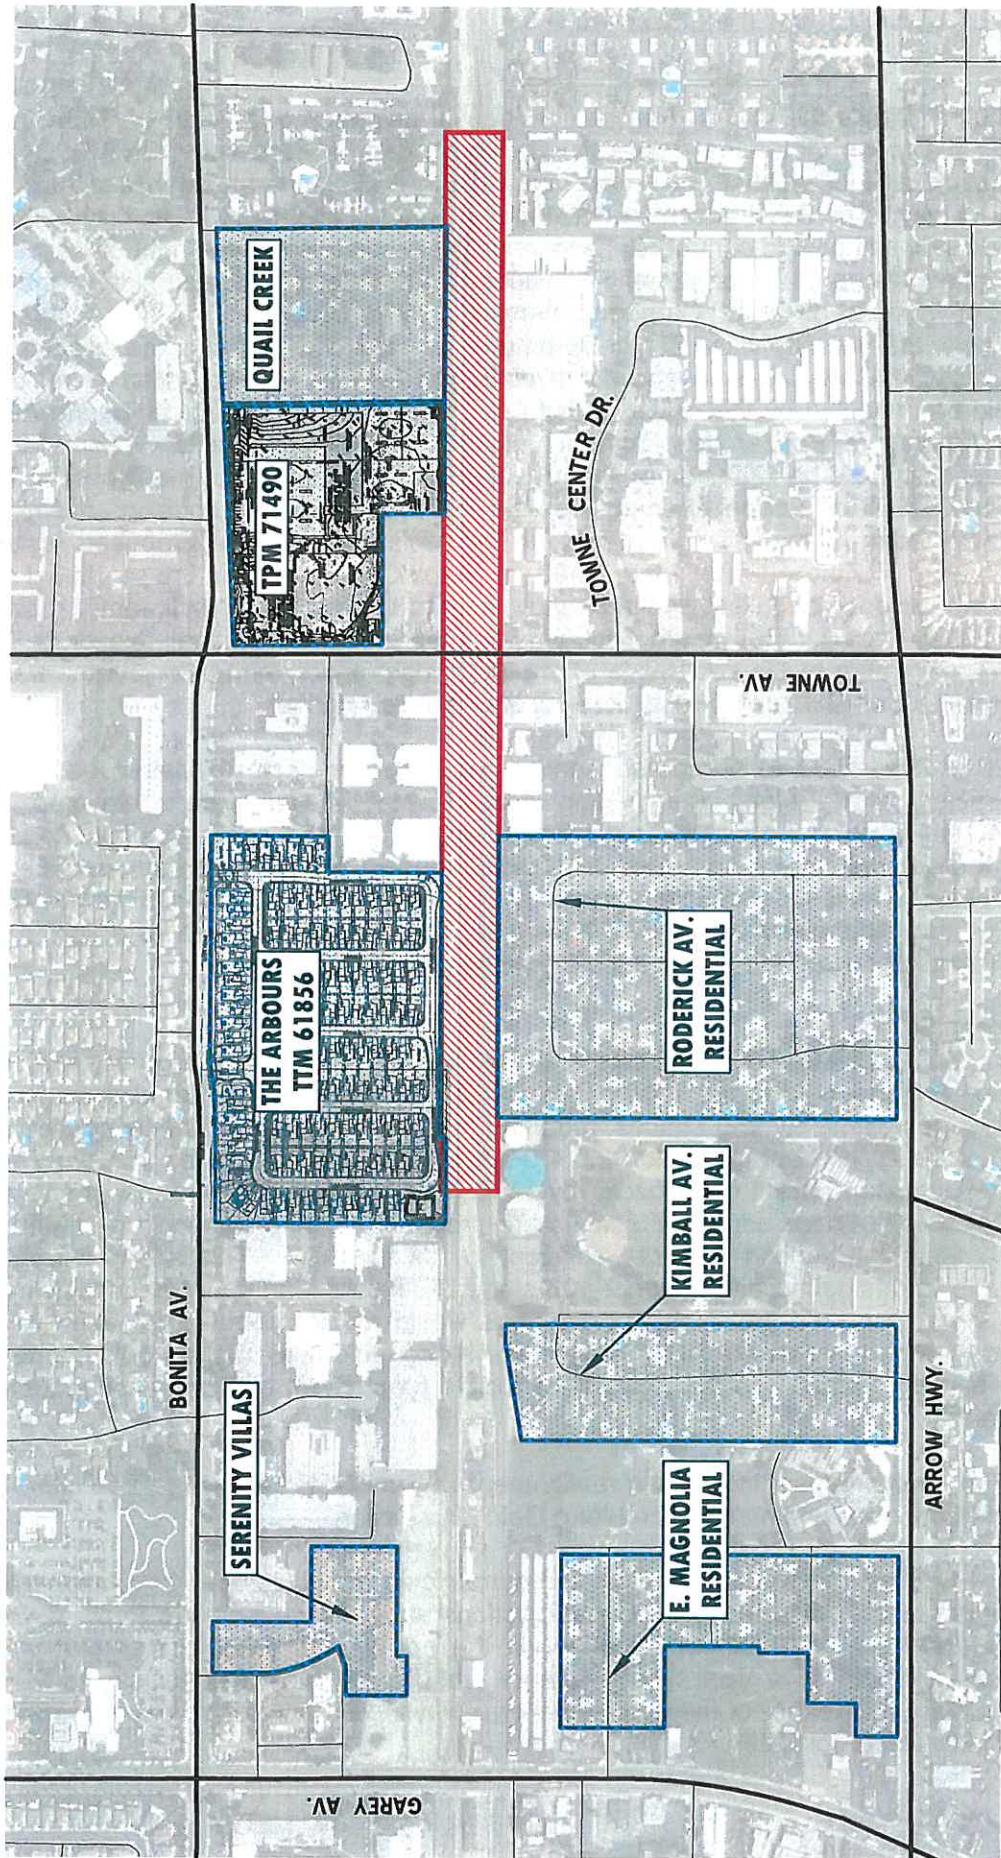 BONITA AV.
SERENITY VILLAS
THE ARBOURS
TTM 61856
TPM 71490
QUAIL CREEK
GAREY AV.
TOWNE AV.
TOWNE CENTER DR.
E. MAGNOLIA
RESIDENTIAL
KIMBALL AV.
RESIDENTIAL
RODERICK AV.
RESIDENTIAL
ARROW HWY.